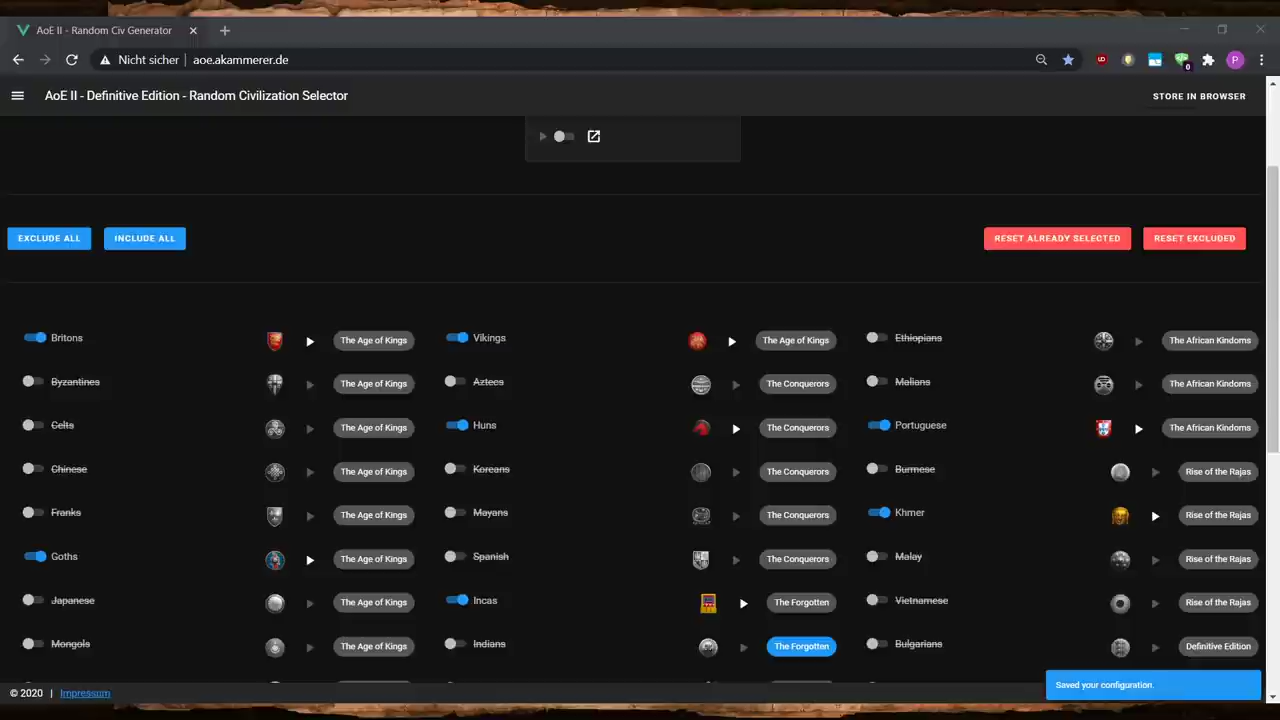 AoE II - Random Civ Generator
Nicht sicher | aoe.akammerer.de
P
0
AoE II - Definitive Edition - Random Civilization Selector
STORE IN BROWSER
EXCLUDE ALL
INCLUDE ALL
RESET ALREADY SELECTED
RESET EXCLUDED
Britons The Age of Kings
Vikings The Age of Kings
Ethiopians The African Kindoms
Byzantines The Age of Kings
Aztecs The Conquerors
Malians The African Kindoms
Celts The Age of Kings
Huns The Conquerors
Portuguese The African Kindoms
Chinese The Age of Kings
Koreans The Conquerors
Burmese Rise of the Rajas
Franks The Age of Kings
Mayans The Conquerors
Khmer Rise of the Rajas
Goths The Age of Kings
Spanish The Conquerors
Malay Rise of the Rajas
Japanese The Age of Kings
Incas The Forgotten
Vietnamese Rise of the Rajas
Mongols The Age of Kings
Indians The Forgotten
Bulgarians Definitive Edition
© 2020 | Impressum
Saved your configuration.